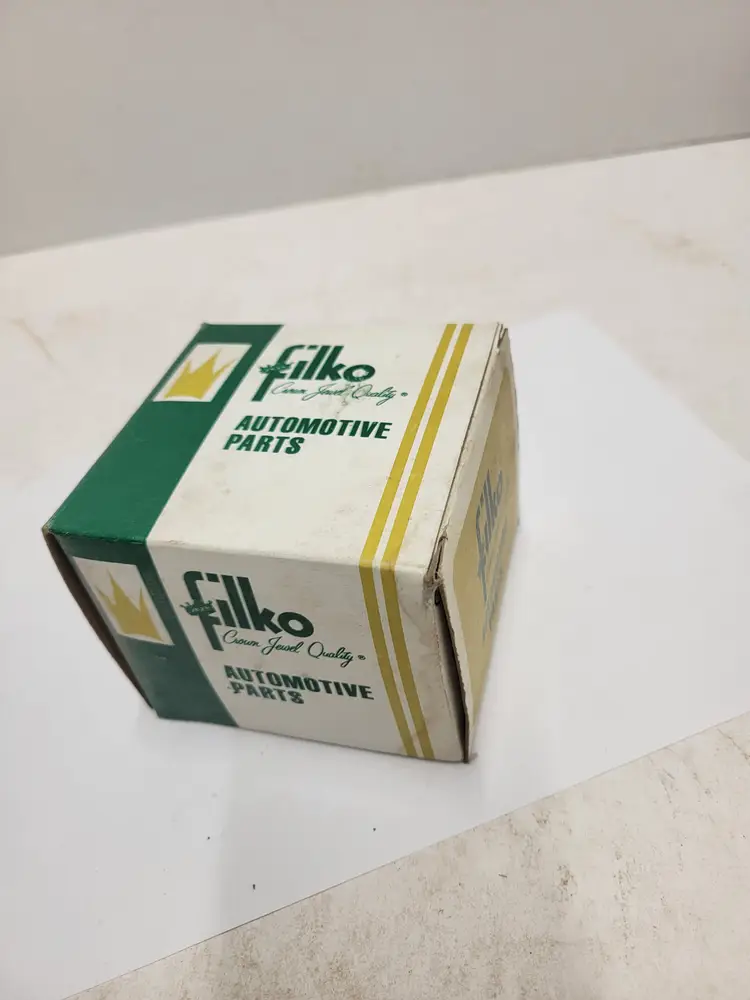 filko
Crown Jewel Quality ®
AUTOMOTIVE
PARTS
filko
Crown Jewel Quality ®
AUTOMOTIVE
PARTS
filko